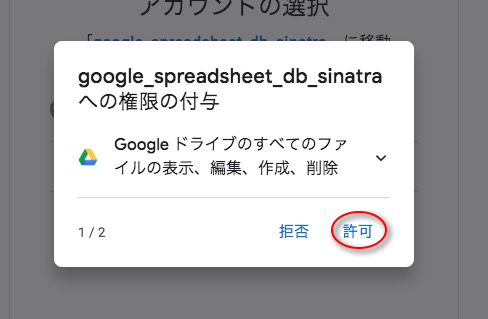 アカウントの選択
「google_spreadsheet_db_sinatra」に移動
google_spreadsheet_db_sinatra
への権限の付与
Google ドライブのすべてのファ
イルの表示、編集、作成、削除
1 / 2
拒否
許可